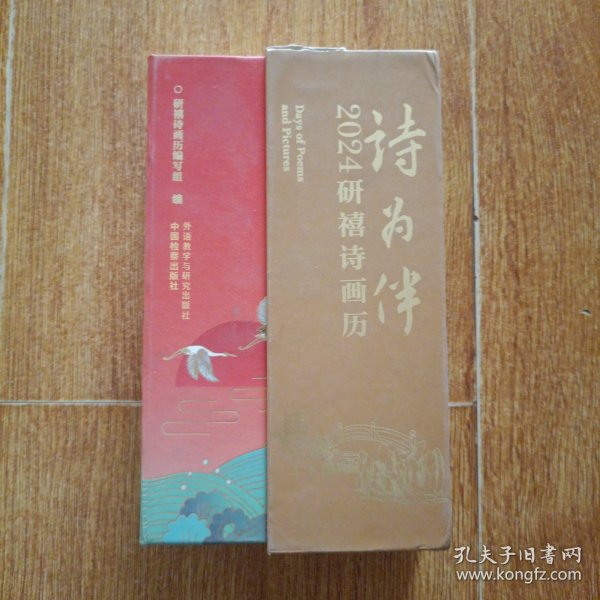 诗为伴
2024研禧诗画历
Days of Poems
and Pictures
研禧诗画历编写组 编
外语教学与研究出版社
中国检察出版社
孔夫子旧书网
www.kongfz.com